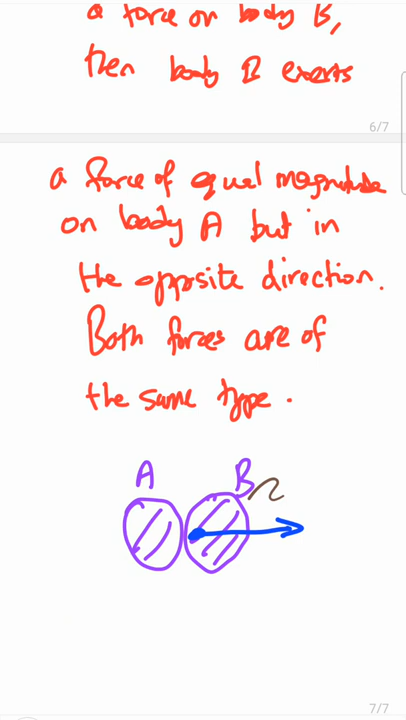 a force on body B,
then body B exerts
6/7
a force of equal magnitude
on body A but in
the opposite direction.
Both forces are of
the same type.
A B
7/7